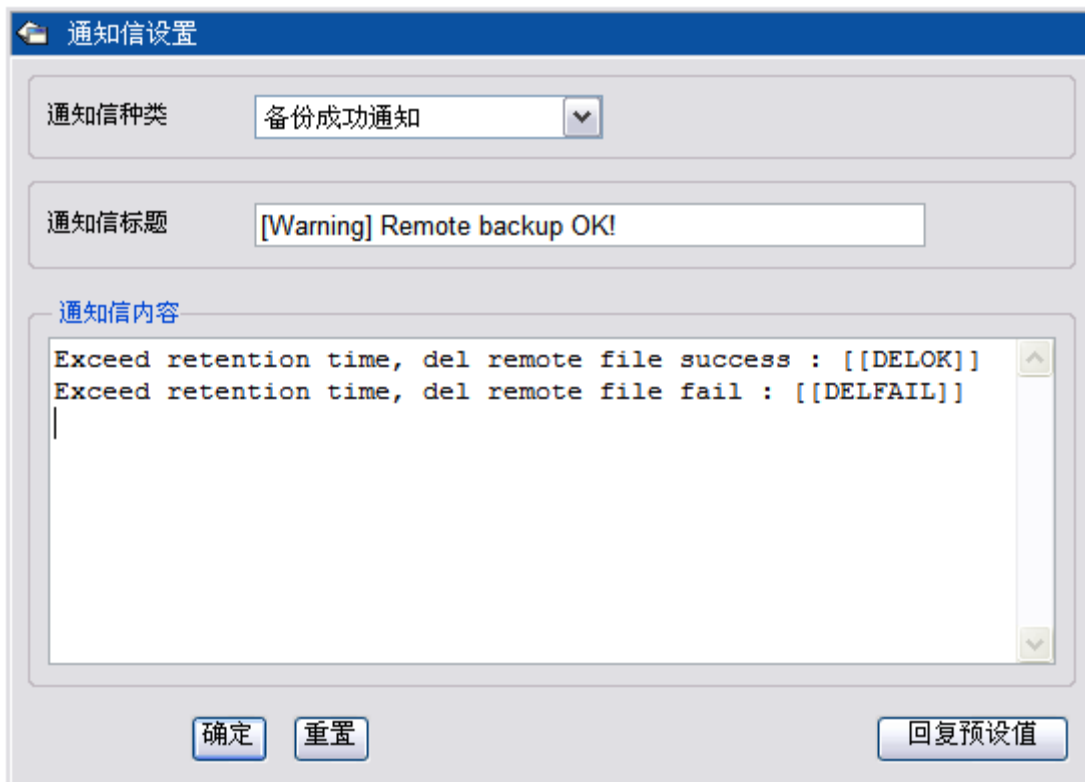 通知信设置
通知信种类 备份成功通知
通知信标题 [Warning] Remote backup OK!
通知信内容
Exceed retention time, del remote file success : [[DELOK]]
Exceed retention time, del remote file fail : [[DELFAIL]]
确定 重置 回复预设值